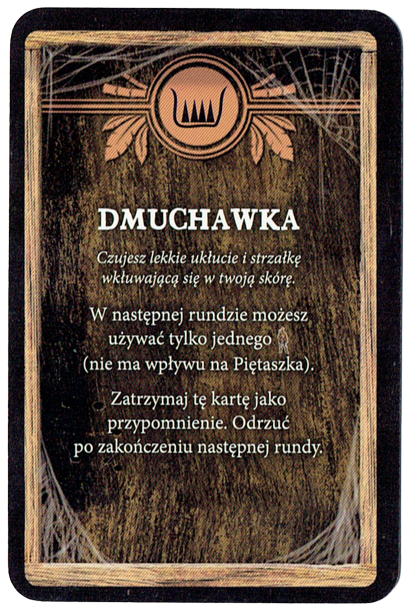 DMUCHAWKA
Czujesz lekkie ukłucie i strzałkę
wkłuwającą się w twoją skórę.
W następnej rundzie możesz
używać tylko jednego
(nie ma wpływu na Piętaszka).
Zatrzymaj tę kartę jako
przypomnienie. Odrzuć
po zakończeniu następnej rundy.